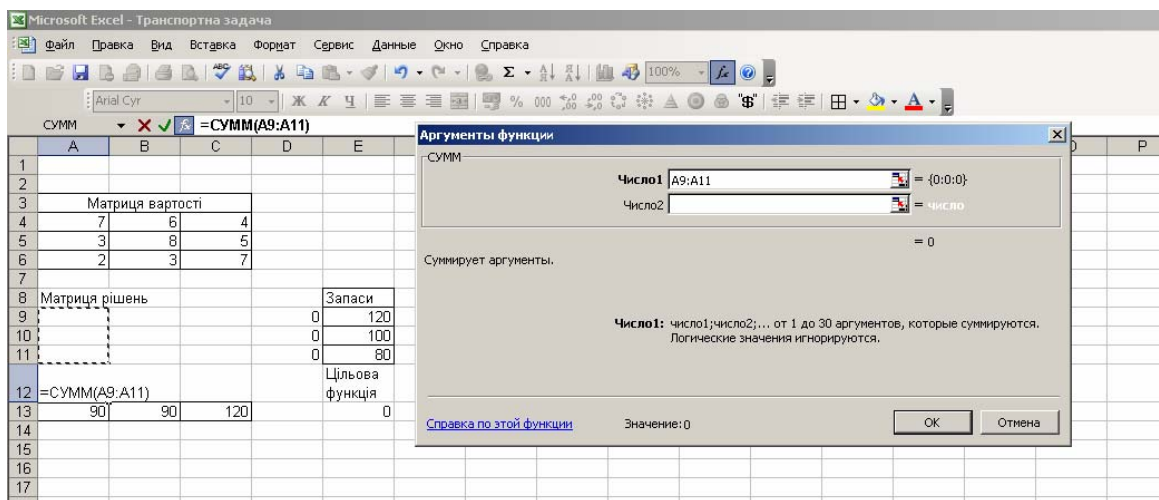 Microsoft Excel - Транспортна задача
Файл Правка Вид Вставка Формат Сервис Данные Окно Справка
100%
Arial Cyr 10 Ж К Ч % 000
СУММ =СУММ(A9:A11)
A B C D E P
1
2
3 Матриця вартості
4 7 6 4
5 3 8 5
6 2 3 7
7
8 Матриця рішень Запаси
9 0 120
10 0 100
11 0 80
Цільова
12 =СУММ(A9:A11) функція
13 90 90 120 0
14
15
16
17
Аргументы функции
СУММ
Число1 A9:A11 = {0:0:0}
Число2 = число
= 0
Суммирует аргументы.
Число1: число1;число2;... от 1 до 30 аргументов, которые суммируются.
Логические значения игнорируются.
Справка по этой функции Значение:0 OK Отмена